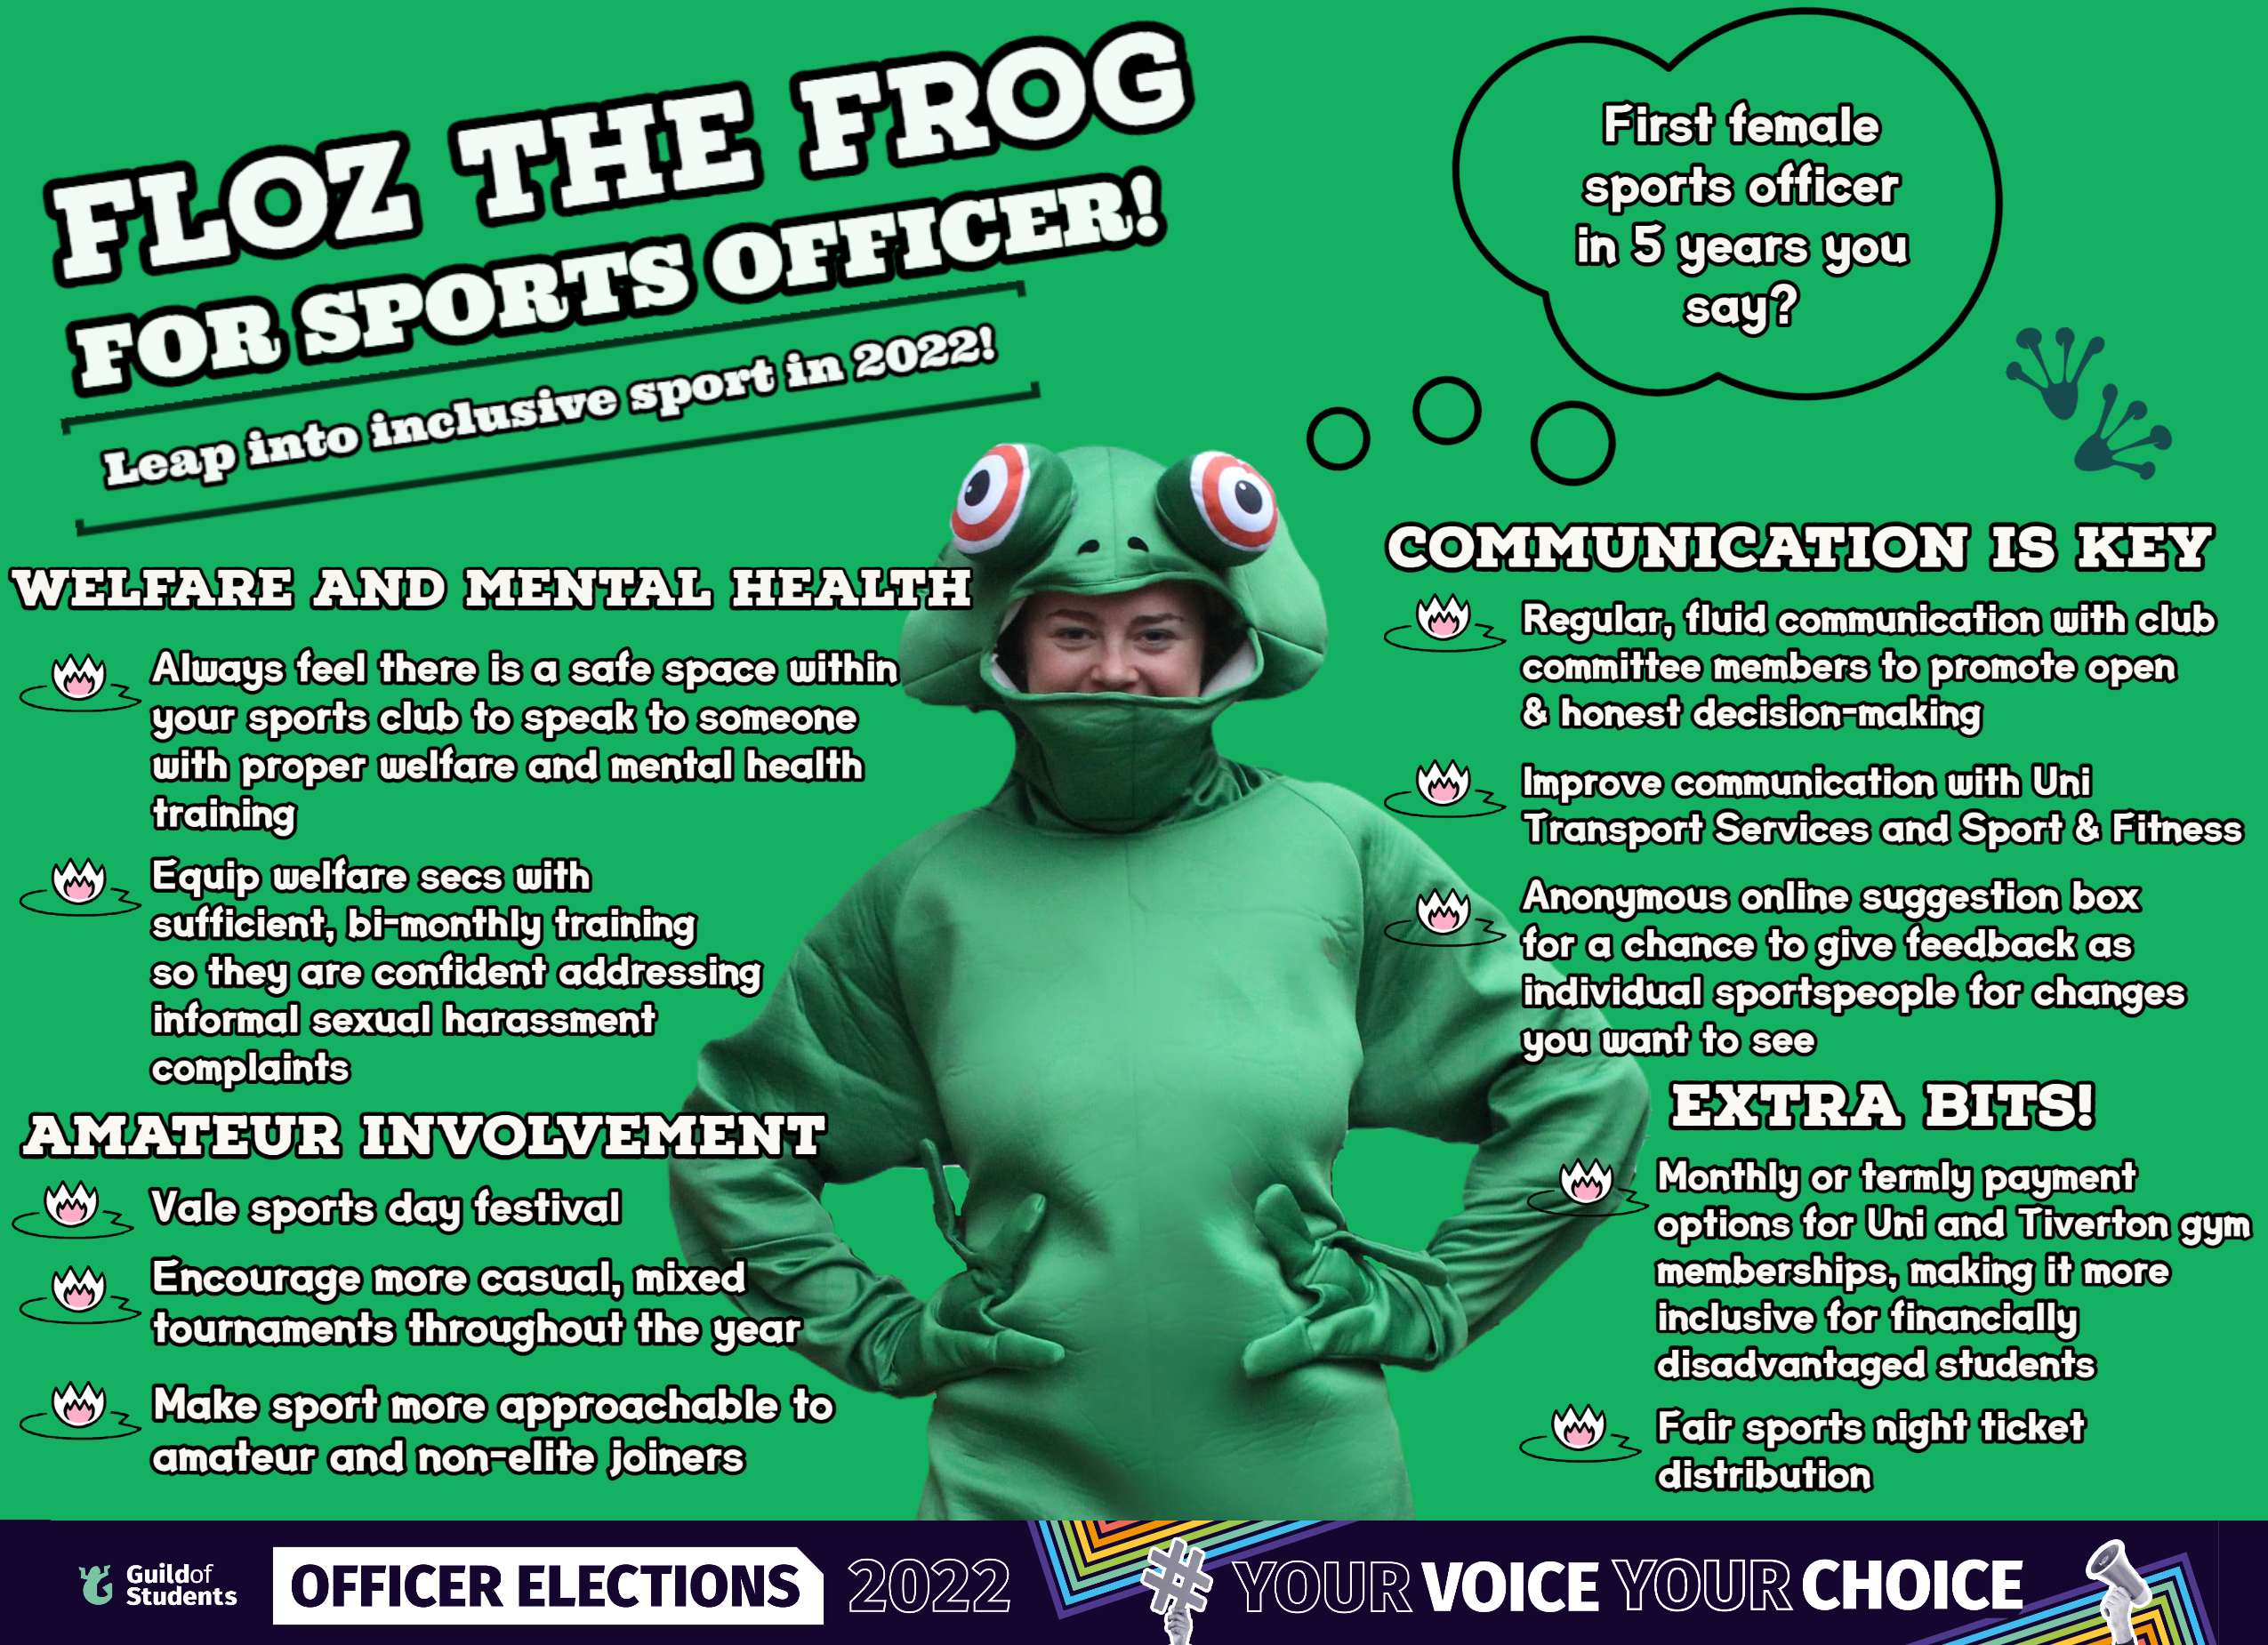 FLOZ THE FROG
FOR SPORTS OFFICER!
Leap into inclusive sport in 2022!
First female
sports officer
in 5 years you
say?
WELFARE AND MENTAL HEALTH
Always feel there is a safe space within
your sports club to speak to someone
with proper welfare and mental health
training
Equip welfare secs with
sufficient, bi-monthly training
so they are confident addressing
informal sexual harassment
complaints
AMATEUR INVOLVEMENT
Vale sports day festival
Encourage more casual, mixed
tournaments throughout the year
Make sport more approachable to
amateur and non-elite joiners
COMMUNICATION IS KEY
Regular, fluid communication with club
committee members to promote open
& honest decision-making
Improve communication with Uni
Transport Services and Sport & Fitness
Anonymous online suggestion box
for a chance to give feedback as
individual sportspeople for changes
you want to see
EXTRA BITS!
Monthly or termly payment
options for Uni and Tiverton gym
memberships, making it more
inclusive for financially
disadvantaged students
Fair sports night ticket
distribution
Guild of
Students
OFFICER ELECTIONS 2022
# YOUR VOICE YOUR CHOICE